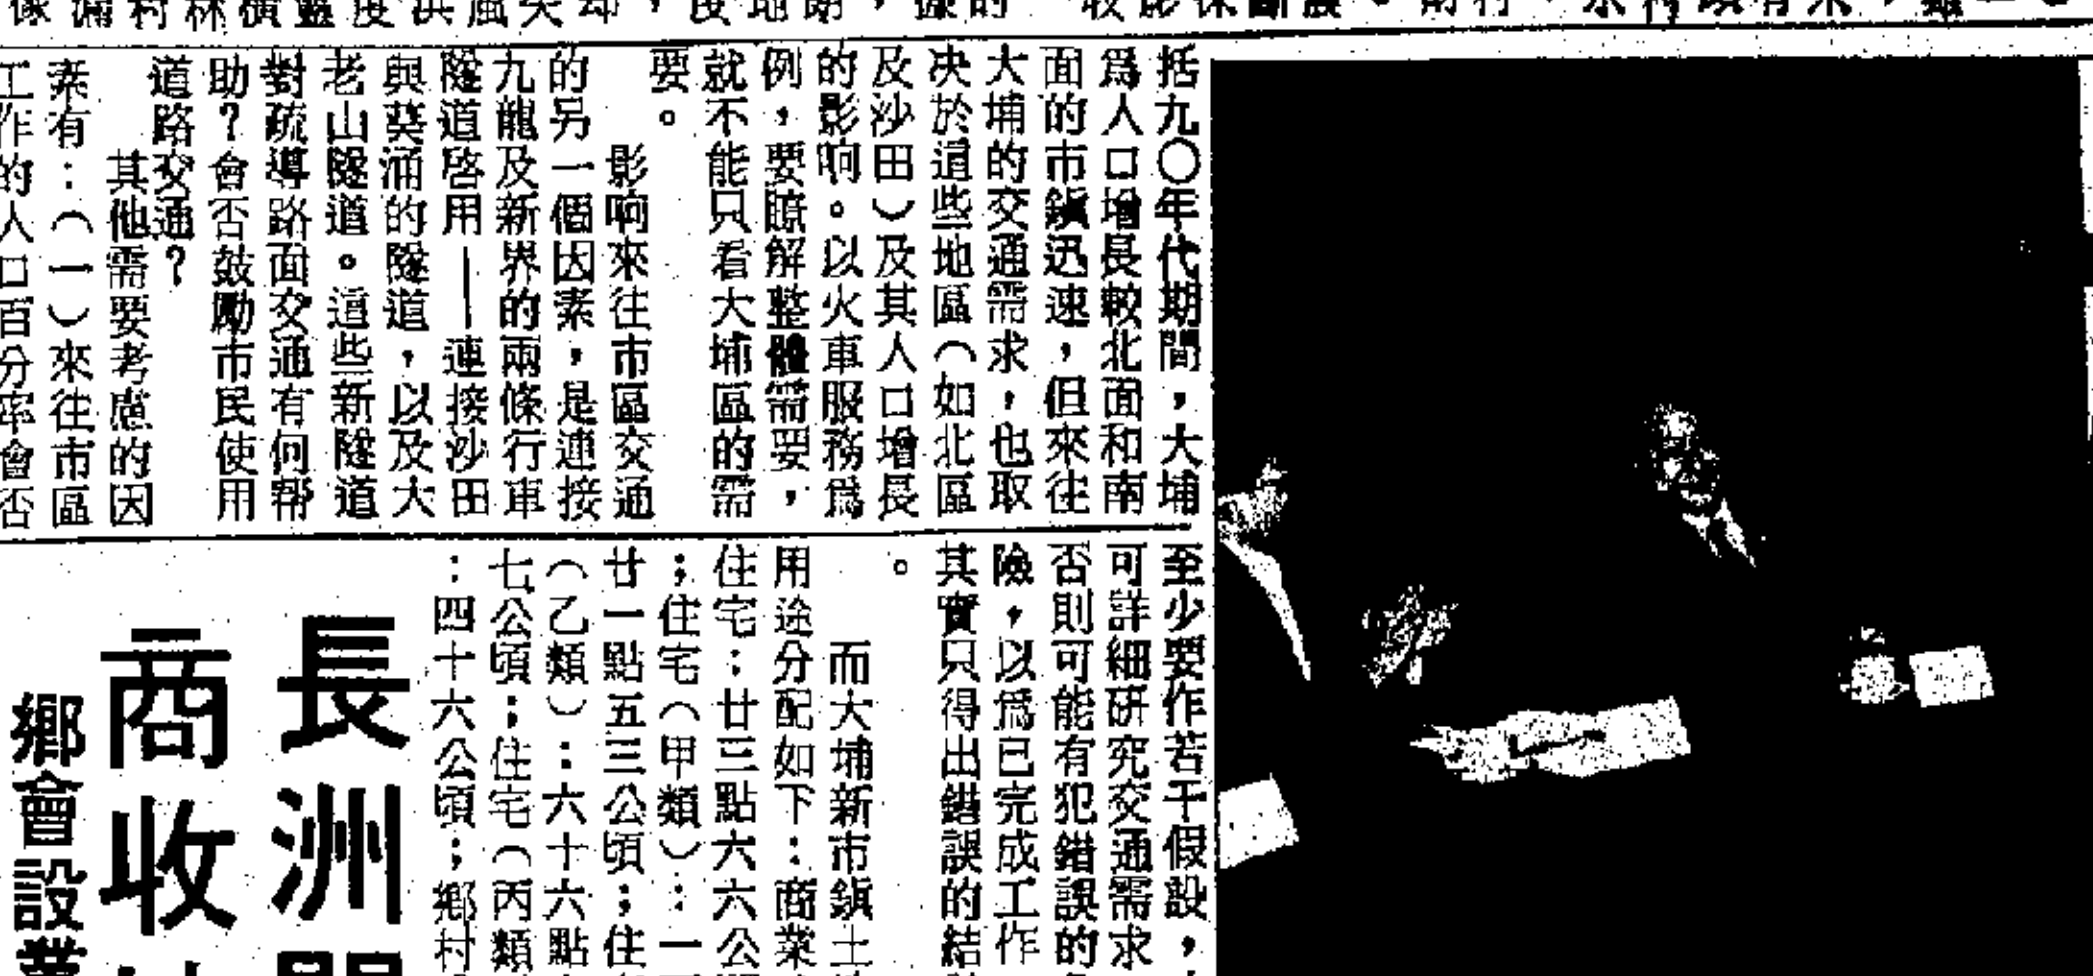 括九〇年代期間，大埔
爲人口增長較北面和南
面的市鎮迅速，但來往
大埔的交通需求，也取
決於這些地區（如北區
及沙田）及其人口增長
的影响。以火車服務爲
例，要瞭解整體需要，
就不能只看大埔區的需
要。
影响來往市區交通
的另一個因素，是連接
九龍及新界的兩條行車
隧道啓用——連接沙田
與葵涌的隧道，以及大
老山隧道。這些新隧道
對疏導路面交通有何帮
助？會否鼓勵市民使用
道路交通？
其他需要考慮的因
素有：（一）來往市區
工作的人口百分率會否
至少要作若干假設，
可詳細研究交通需求
否則可能有犯錯誤的
險，以爲已完成工作
其實只得出錯誤的結
。
而大埔新市鎮土
用途分配如下：商業
住宅：廿三點六六公
；住宅（甲類）：一
廿一點五三公頃；住
（乙類）：六十六點
七公頃；住宅（丙類
：四十六公頃；鄉村
長洲
商收
鄉會設業